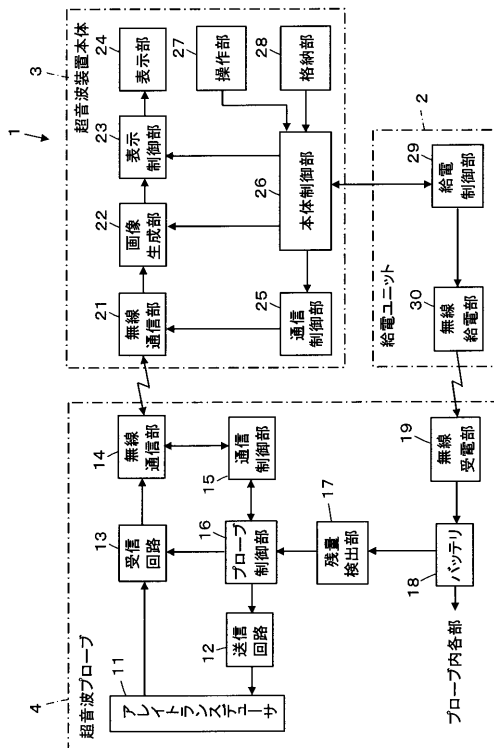 1
4
超音波プローブ
11
アレイトランスデューサ
12
送信
回路
13
受信
回路
14
無線
通信部
15
通信
制御部
16
プローブ
制御部
17
残量
検出部
18
バッテリ
プローブ内各部
19
無線
受電部
3
超音波装置本体
21
無線
通信部
22
画像
生成部
23
表示
制御部
24
表示部
25
通信
制御部
26
本体制御部
27
操作部
28
格納部
2
給電ユニット
29
給電
制御部
30
無線
給電部